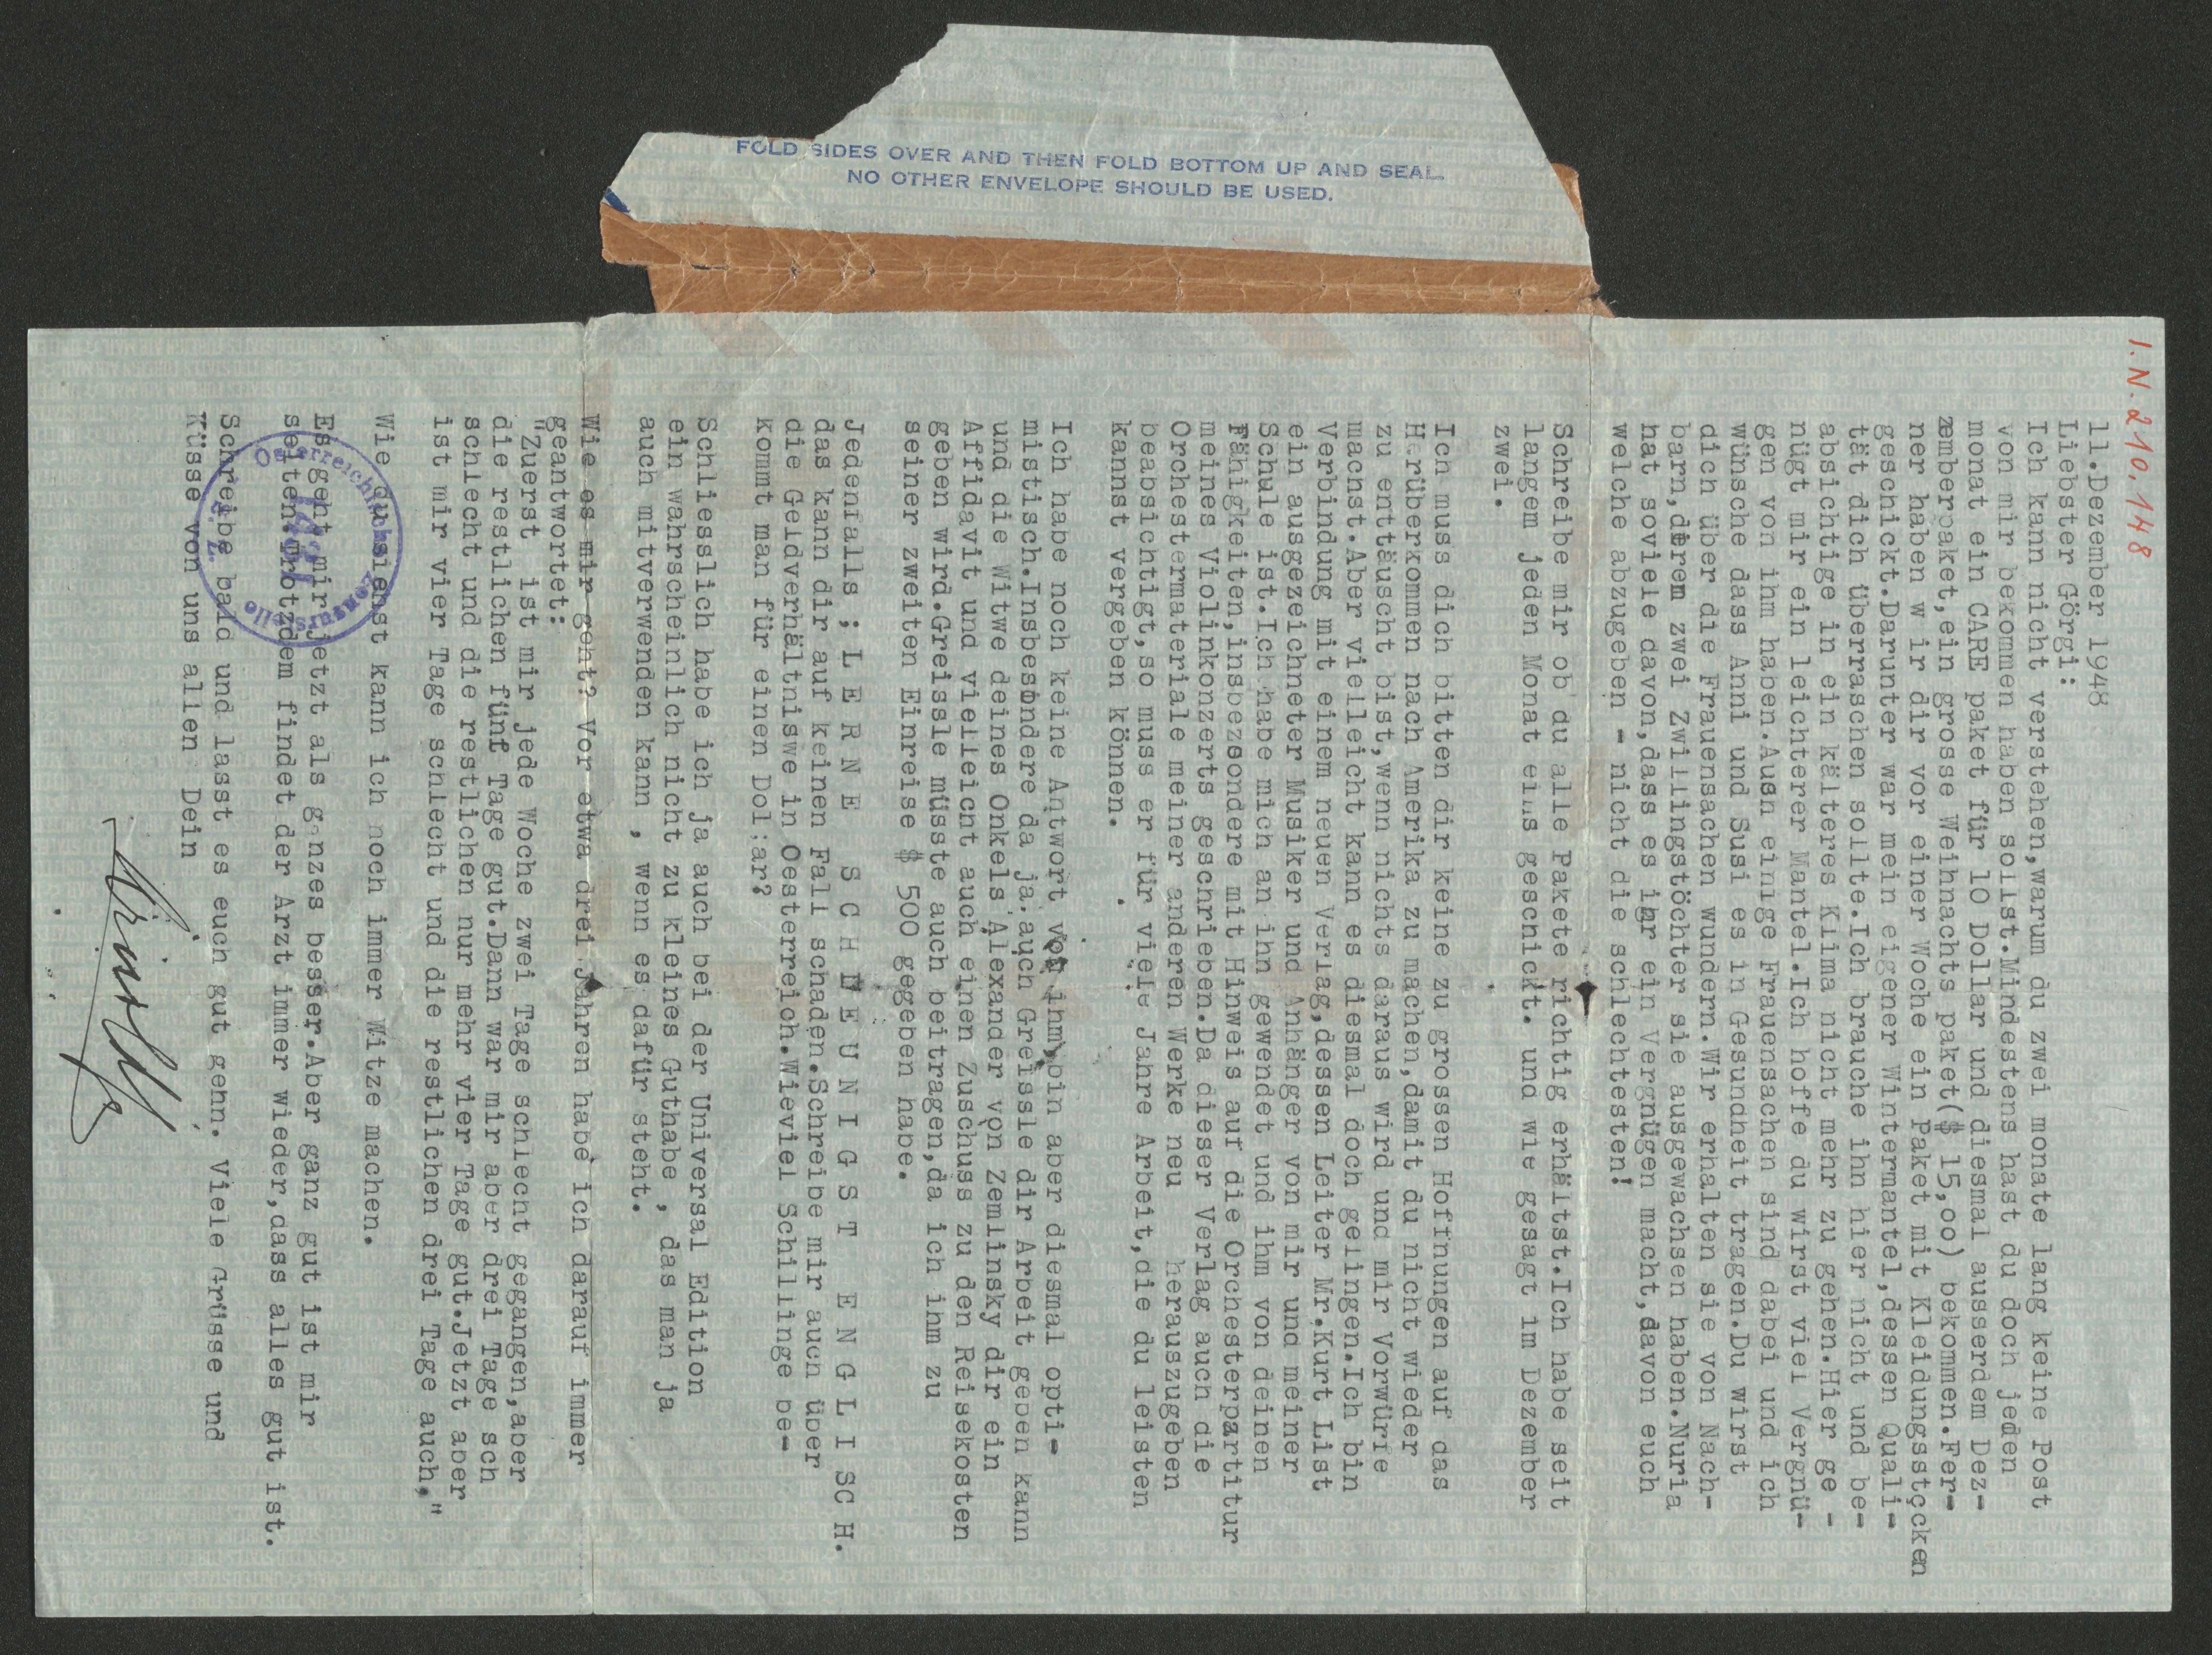 FOLD SIDES OVER AND THEN FOLD BOTTOM UP AND SEAL.
NO OTHER ENVELOPE SHOULD BE USED.
I.N. 210.148
11.Dezember 1948
Liebster Görgi:
Ich kann nicht verstehen,warum du zwei monate lang keine Post
von mir bekommen haben sollst.Mindestens hast du doch jeden
monat ein CARE paket für 10 Dollar und diesmal ausserdem Dez-
zemberpaket,ein grosse Weihnachts paket($ 15,oo) bekommen.Fer-
ner haben w ir dir vor einer Woche ein Paket mit Kleidungsstçcken
geschickt.Darunter war mein eigener Wintermantel,dessen Quali-
tät dich überraschen sollte.Ich brauche ihn hier nicht und be-
absichtige in ein kälteres Klima nicht mehr zu gehen.Hier ge -
nügt mir ein leichterer Mantel.Ich hoffe du wirst viel Vergnü-
gen von ihm haben.Ausn einige Frauensachen sind dabei und ich
wünsche dass Anni und Susi es in Gesundheit tragen.Du wirst
dich über die Frauensachen wundern.Wir erhalten sie von Nach-
barn,deren zwei Zwillingstöchter sie ausgewachsen haben.Nuria
hat soviele davon,dass es ihr ein Vergnügen macht,davon euch
welche abzugeben - nicht die schlechtesten!
Schreibe mir ob du alle Pakete richtig erhältst.Ich habe seit
langem jeden Monat eins geschickt. und wie gesagt im Dezember
zwei.
Ich muss dich bitten dir keine zu grossen Hoffnungen auf das
Herüberkommen nach Amerika zu machen,damit du nicht wieder
zu enttäuscht bist,wenn nichts daraus wird und mir Vorwürfe
machst.Aber vielleicht kann es diesmal doch gelingen.Ich bin
Verbindung mit einem neuen Verlag,dessen Leiter Mr.Kurt List
ein ausgezeichneter Musiker und Anhänger von mir und meiner
Schule ist.Ich habe mich an ihn gewendet und ihm von deinen
Fähigkeiten,insbezsondere mit Hinweis auf die Orchesterpartitur
meines Violinkonzerts geschrieben.Da dieser Verlag auch die
Orchestermateriale meiner anderen Werke neu herauszugeben
beabsichtigt,so muss er für viele Jahre Arbeit,die du leisten
kannst vergeben können.
Ich habe noch keine Antwort von ihm,bin aber diesmal opti-
mistisch.Insbesondere da ja auch Greissle dir Arbeit geben kann
und die Witwe deines Onkels Alexander von Zemlinsky dir ein
Affidavit und vielleicht auch einen Zuschuss zu den Reisekosten
geben wird.Greissle müsste auch beitragen,da ich ihm zu
seiner zweiten Einreise $ 500 gegeben habe.
Jedenfalls ; L E R N E  S C H L E U N I G S T  E N G L I SC H.
das kann dir auf keinen Fall schaden.Schreibe mir auch über
die Geldverhältniswe in Oesterreich.Wieviel Schillinge be-
kommt man für einen Dol;ar?
Schliesslich habe ich ja auch bei der Universal Edition
ein wahrscheinlich nicht zu kleines Guthabe , das man ja
auch mitverwenden kann , wenn es dafür steht.
Wie es mir geht? Vor etwa drei Jahren habe ich darauf immer
geantwortet:
"Zuerst ist mir jede Woche zwei Tage schlecht gegangen,aber
die restlichen fünf Tage gut.Dann war mir aber drei Tage sch
schlecht und die restlichen nur mehr vier Tage gut.Jetzt aber
ist mir vier Tage schlecht und die restlichen drei Tage auch,"
Wie du siehst kann ich noch immer Witze machen.
Es geht mir jetzt als ganzes besser.Aber ganz gut ist mir
selten.Trotzdem findet der Arzt immer wieder,dass alles gut ist.
Schreibe bald und lasst es euch gut gehn. Viele Grüsse und
Küsse von uns allen Dein
Arnold
Österreichische Zensurstelle